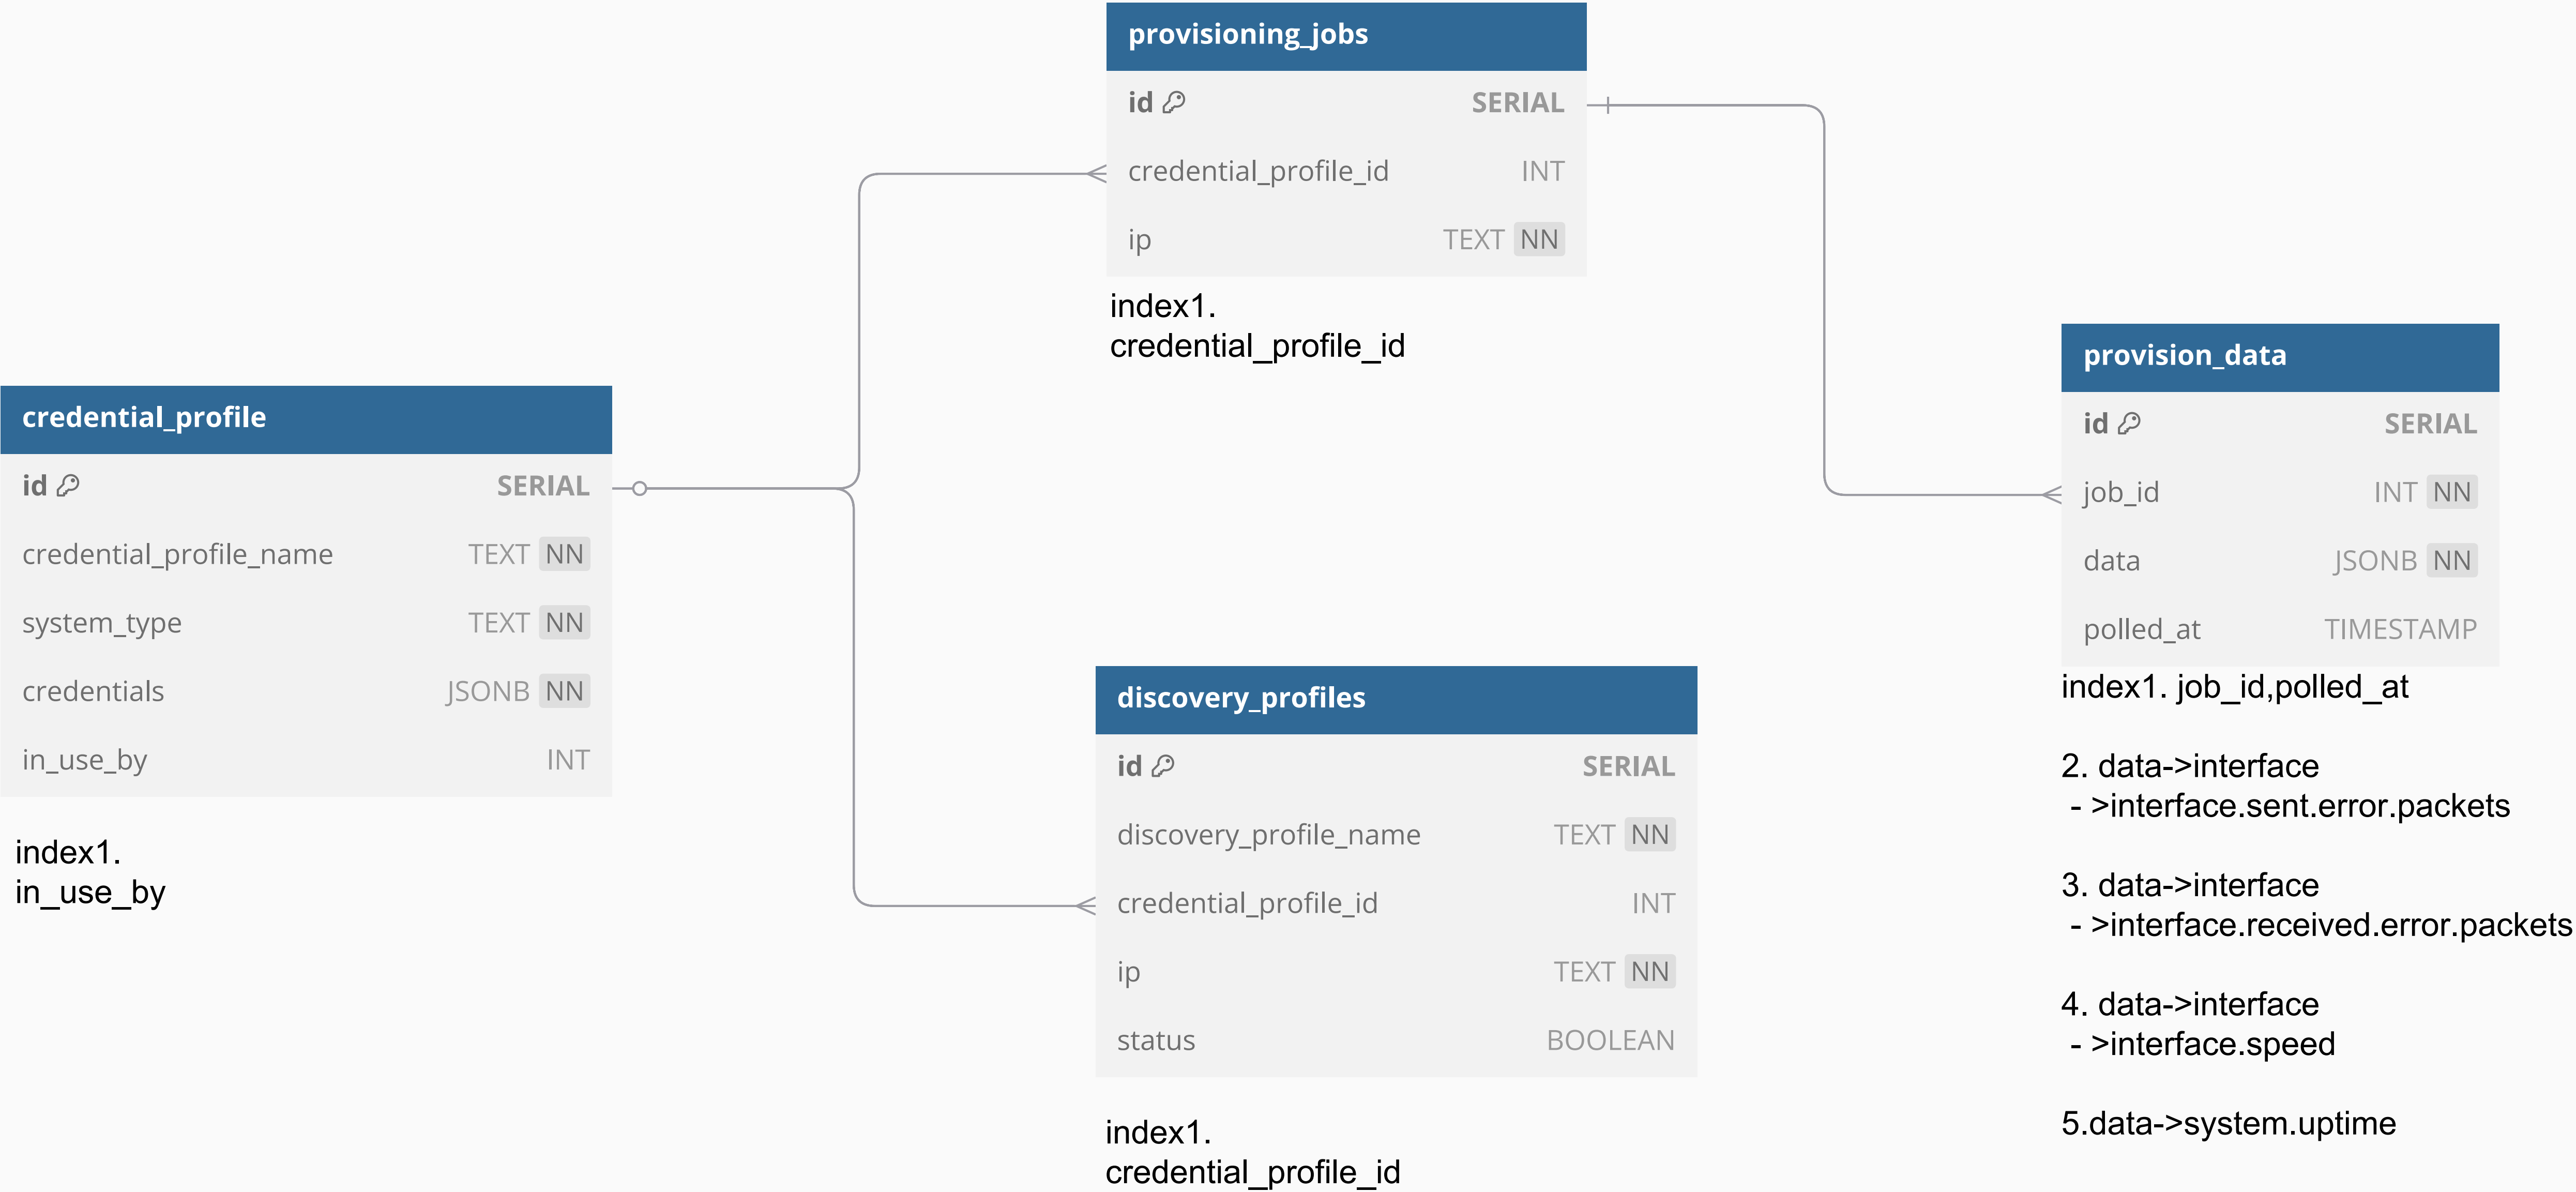 provisioning_jobs
id SERIAL
credential_profile_id INT
ip TEXT NN
index1.
credential_profile_id
credential_profile
id SERIAL
credential_profile_name TEXT NN
system_type TEXT NN
credentials JSONB NN
in_use_by INT
index1.
in_use_by
discovery_profiles
id SERIAL
discovery_profile_name TEXT NN
credential_profile_id INT
ip TEXT NN
status BOOLEAN
index1.
credential_profile_id
provision_data
id SERIAL
job_id INT NN
data JSONB NN
polled_at TIMESTAMP
index1. job_id,polled_at
2. data->interface
- >interface.sent.error.packets
3. data->interface
- >interface.received.error.packets
4. data->interface
- >interface.speed
5.data->system.uptime